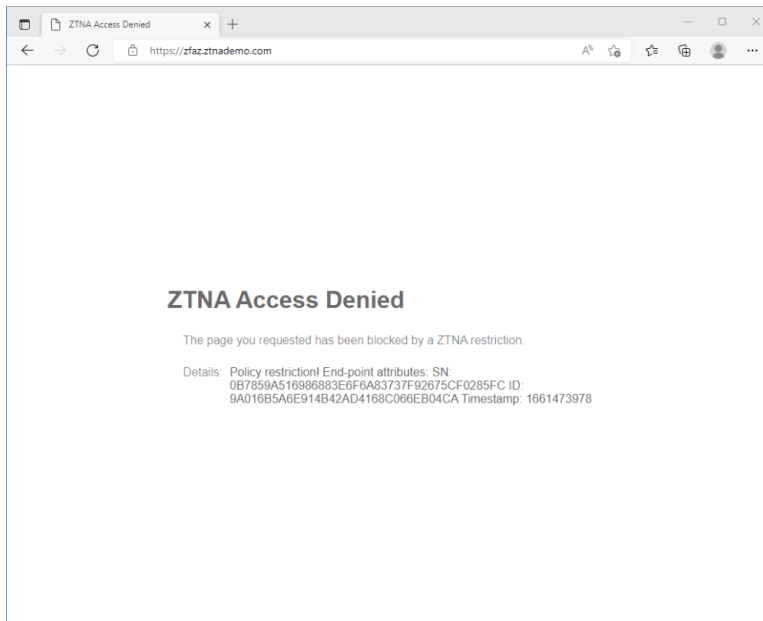 ZTNA Access Denied
https://zfaz.ztnademo.com
ZTNA Access Denied
The page you requested has been blocked by a ZTNA restriction.
Details: Policy restriction! End-point attributes: SN:
0B7859A516986883E6F6A83737F92675CF0285FC ID:
9A016B5A6E914B42AD4168C066EB04CA Timestamp: 1661473978